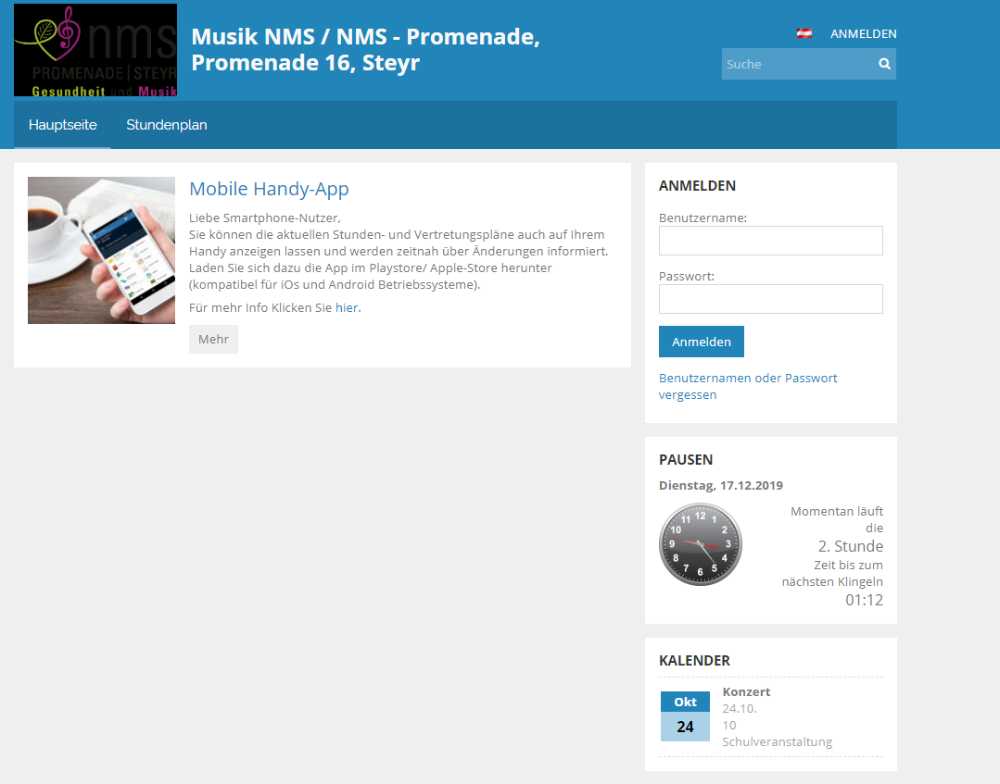 nms
PROMENADE | STEYR
Gesundheit und Musik
Musik NMS / NMS - Promenade,
Promenade 16, Steyr
ANMELDEN
Suche
Hauptseite
Stundenplan
Mobile Handy-App
Liebe Smartphone-Nutzer,
Sie können die aktuellen Stunden- und Vertretungspläne auch auf Ihrem
Handy anzeigen lassen und werden zeitnah über Änderungen informiert.
Laden Sie sich dazu die App im Playstore/ Apple-Store herunter
(kompatibel für iOs und Android Betriebssysteme).
Für mehr Info Klicken Sie hier.
Mehr
ANMELDEN
Benutzername:
Passwort:
Anmelden
Benutzernamen oder Passwort
vergessen
PAUSEN
Dienstag, 17.12.2019
12
1
2
3
4
5
6
7
8
9
10
11
Momentan läuft
die
2. Stunde
Zeit bis zum
nächsten Klingeln
01:12
KALENDER
Okt
24
Konzert
24.10.
10
Schulveranstaltung